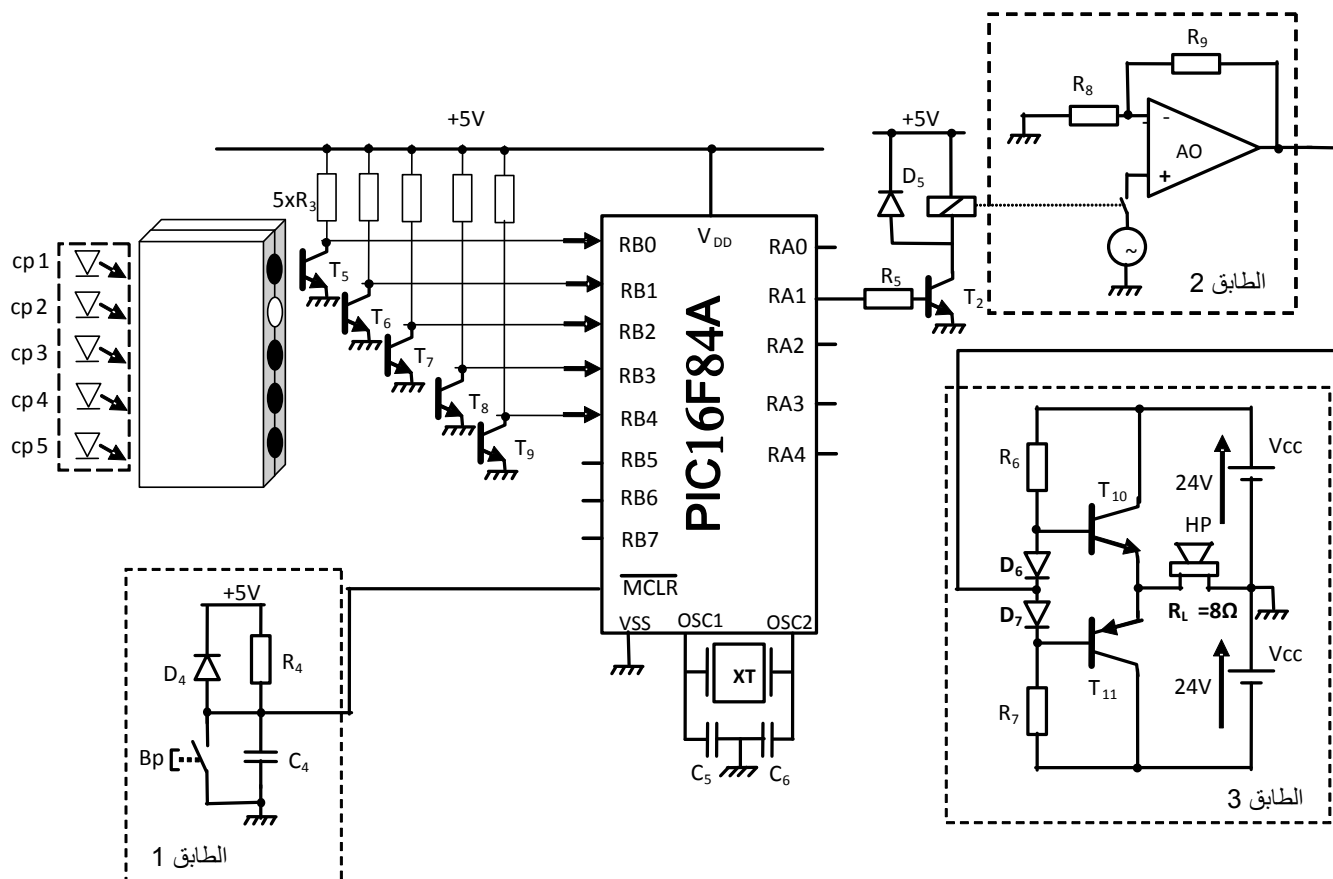 +5V
5xR3
cp 1
cp 2
cp 3
cp 4
cp 5
T5
T6
T7
T8
T9
PIC16F84A
VDD
RB0
RB1
RB2
RB3
RB4
RB5
RB6
RB7
MCLR
VSS
OSC1
OSC2
RA0
RA1
RA2
RA3
RA4
XT
C5
C6
+5V
D5
R5
T2
R9
R8
-
AO
+
~
الطابق 2
+5V
D4
R4
Bp
C4
الطابق 1
R6
T10
Vcc
24V
HP
D6
D7
RL =8Ω
T11
Vcc
24V
R7
الطابق 3